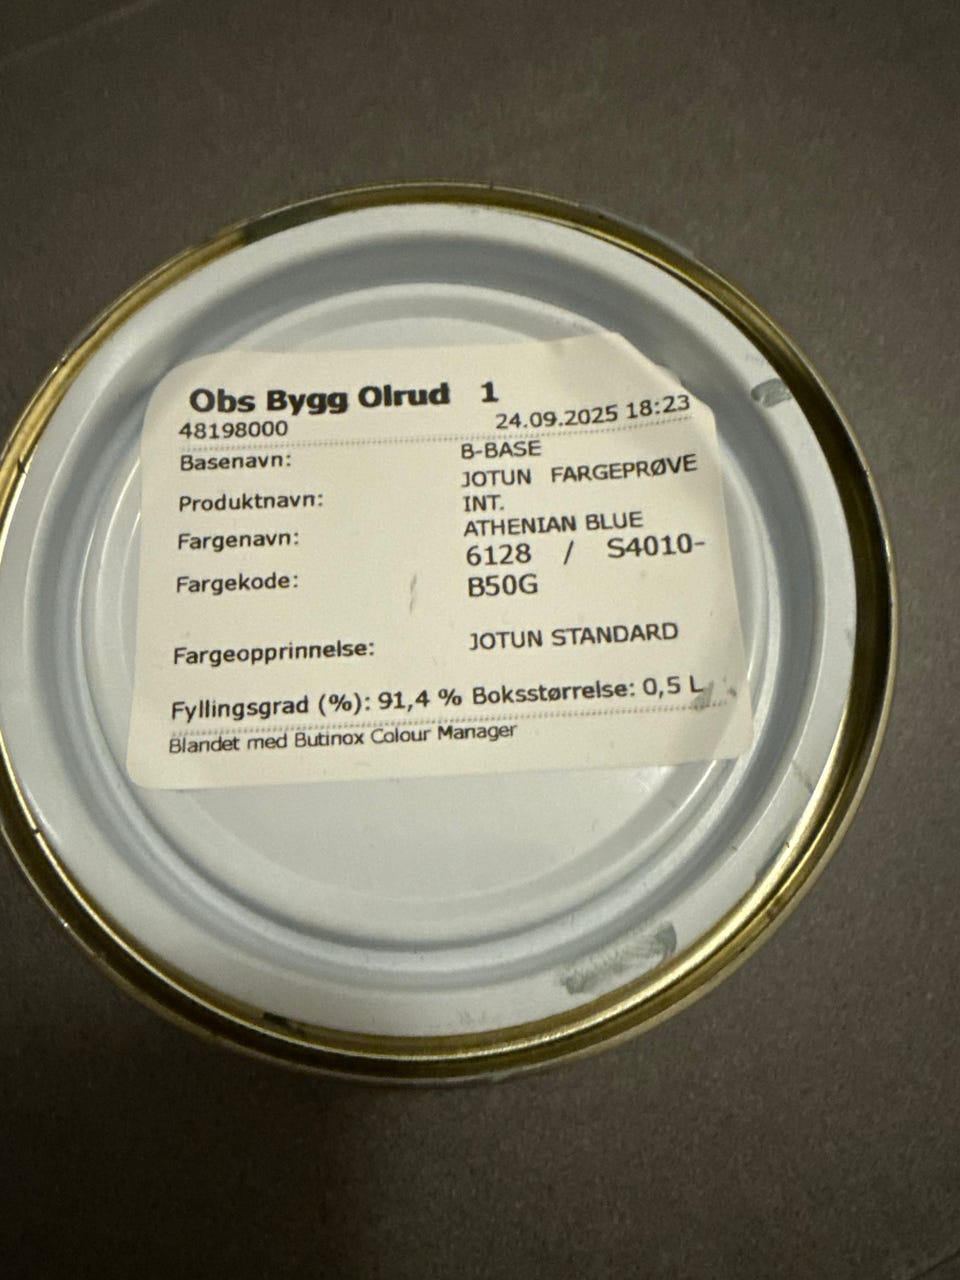 Obs Bygg Olrud 1
48198000 24.09.2025 18:23
Basenavn: B-BASE
Produktnavn: JOTUN FARGEPRØVE
INT.
Fargenavn: ATHENIAN BLUE
Fargekode: 6128 / S4010-
B50G
Fargeopprinnelse: JOTUN STANDARD
Fyllingsgrad (%): 91,4 % Boksstørrelse: 0,5 L
Blandet med Butinox Colour Manager